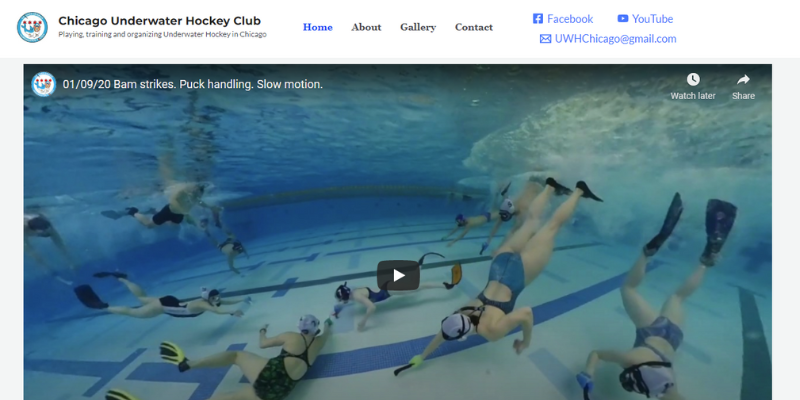 Chicago Underwater Hockey Club
Playing, training and organizing Underwater Hockey in Chicago
Home
About
Gallery
Contact
Facebook
YouTube
UWHChicago@gmail.com
01/09/20 Bam strikes. Puck handling. Slow motion.
Watch later
Share